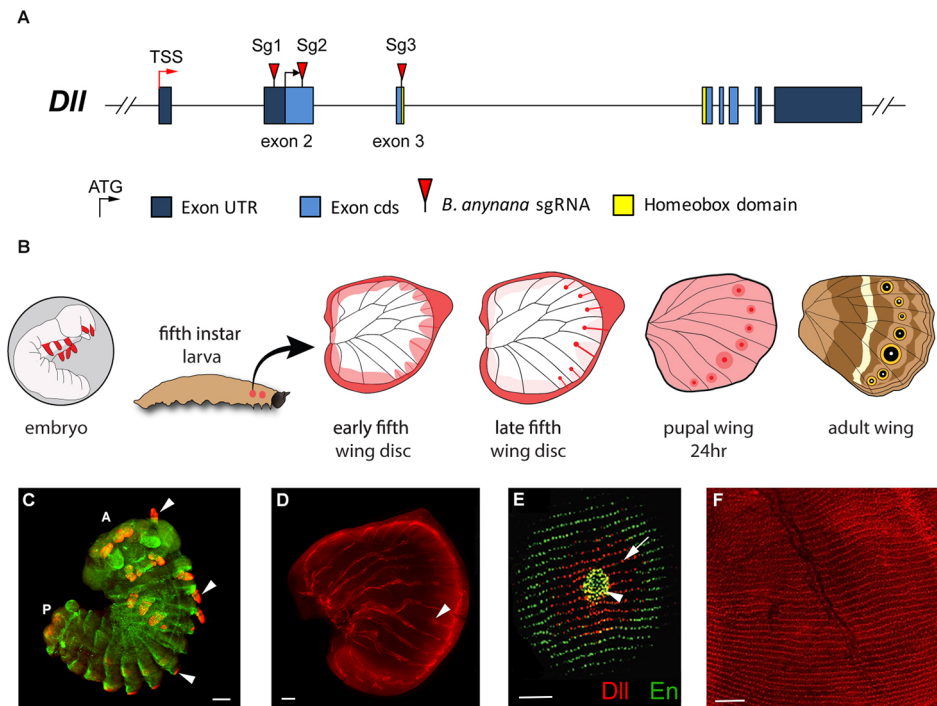 A
TSS
Sg1
Sg2
Sg3
Dll
exon 2
exon 3
ATG
Exon UTR
Exon cds
B. anynana sgRNA
Homeobox domain
B
fifth instar
larva
embryo
early fifth
wing disc
late fifth
wing disc
pupal wing
24hr
adult wing
C
A
P
D
E
Dll
En
F